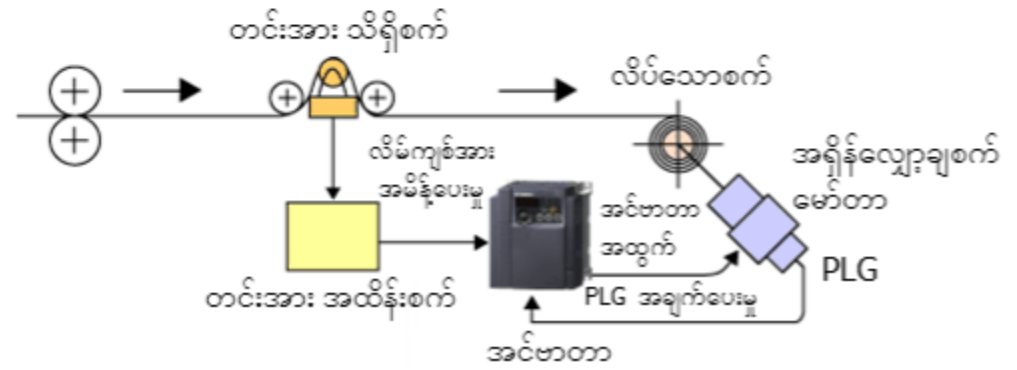 တင်းအား သိရှိစက်
လိပ်သောစက်
လိမ်ကျစ်အား
အမိန့်ပေးမှု
အရှိန်လျှော့ချစက်
မော်တာ
အင်ဗာတာ
အထွက်
PLG
တင်းအား အထိန်းစက်
PLG အချက်ပေးမှု
အင်ဗာတာ